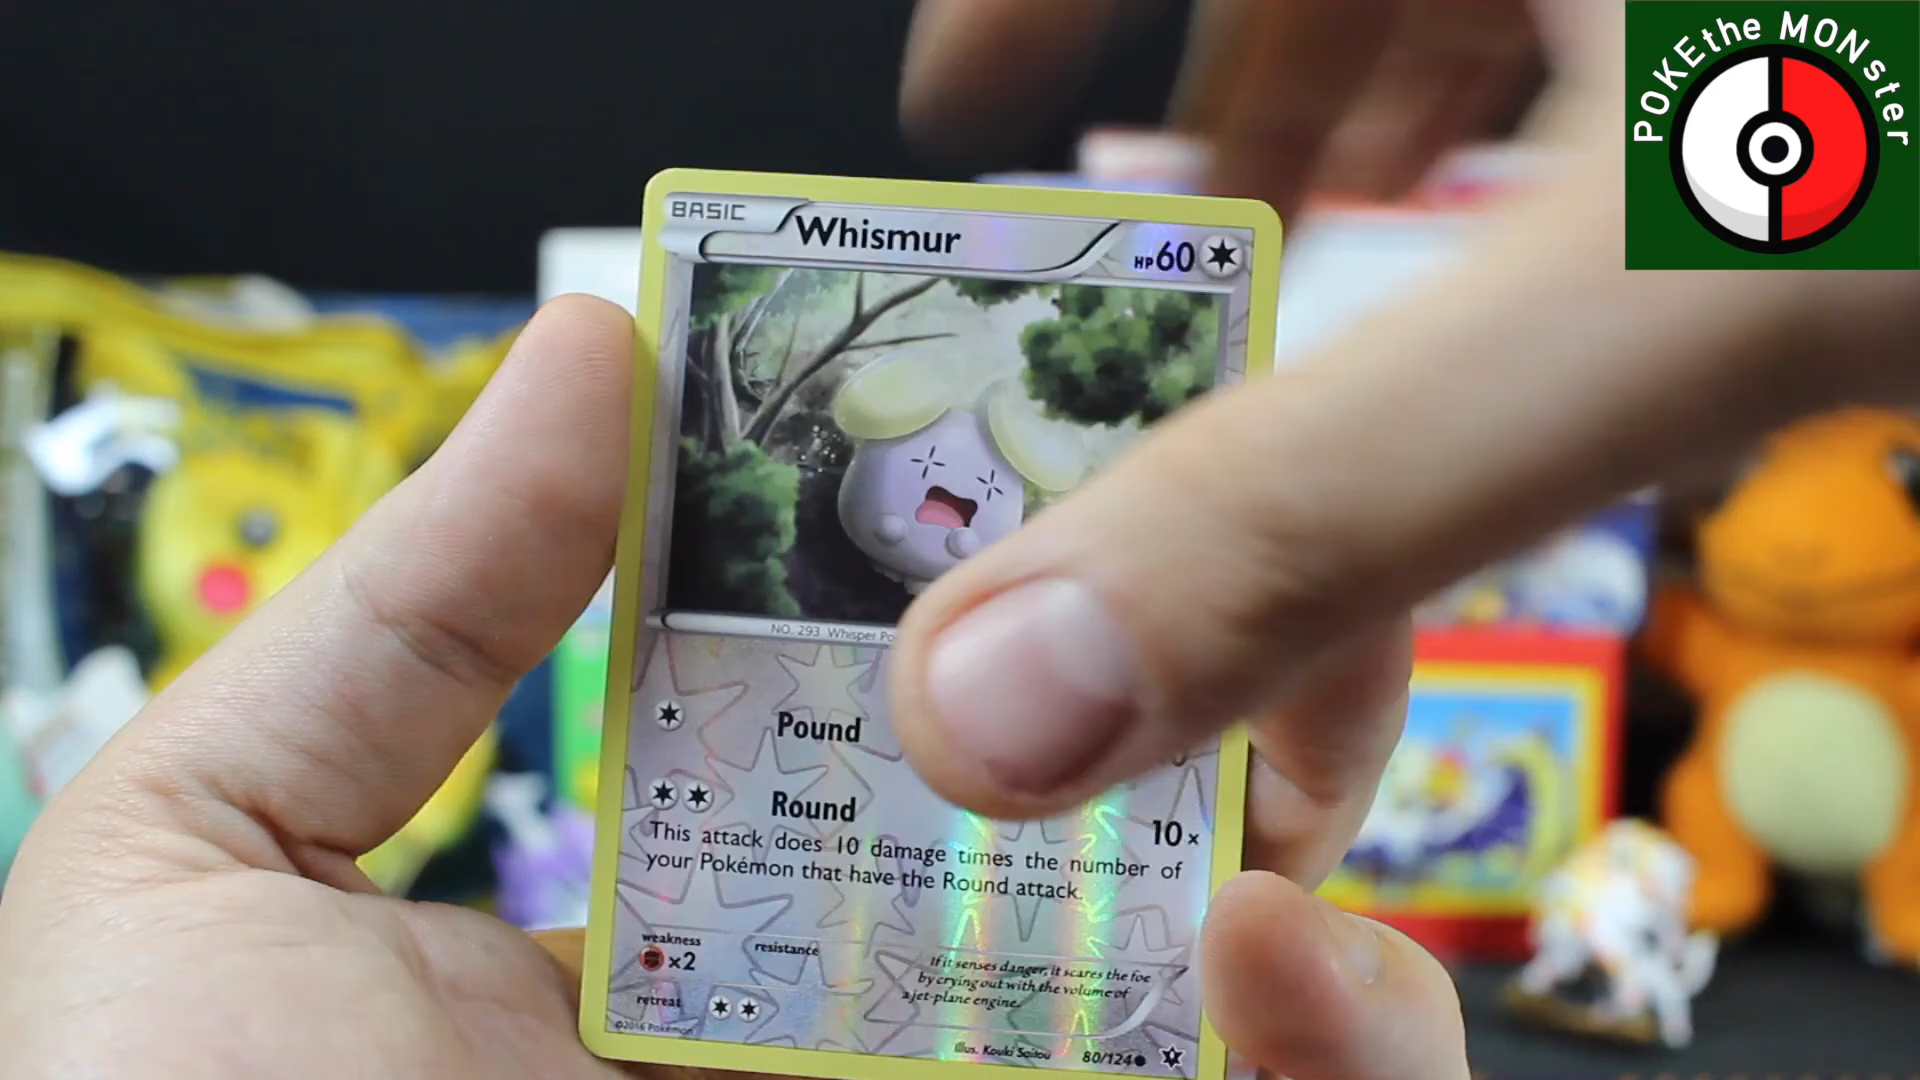 POKEthe MONster
BASIC
Whismur
HP60
NO. 293 Whisper
Pound
Round
10×
This attack does 10 damage times the number of
your Pokémon that have the Round attack.
weakness
×2
resistance
If it senses danger, it scares the foe
by crying out with the volume of
a jet-plane engine.
retreat
©2016 Pokémon
Illus. Kouki Saitou
80/124